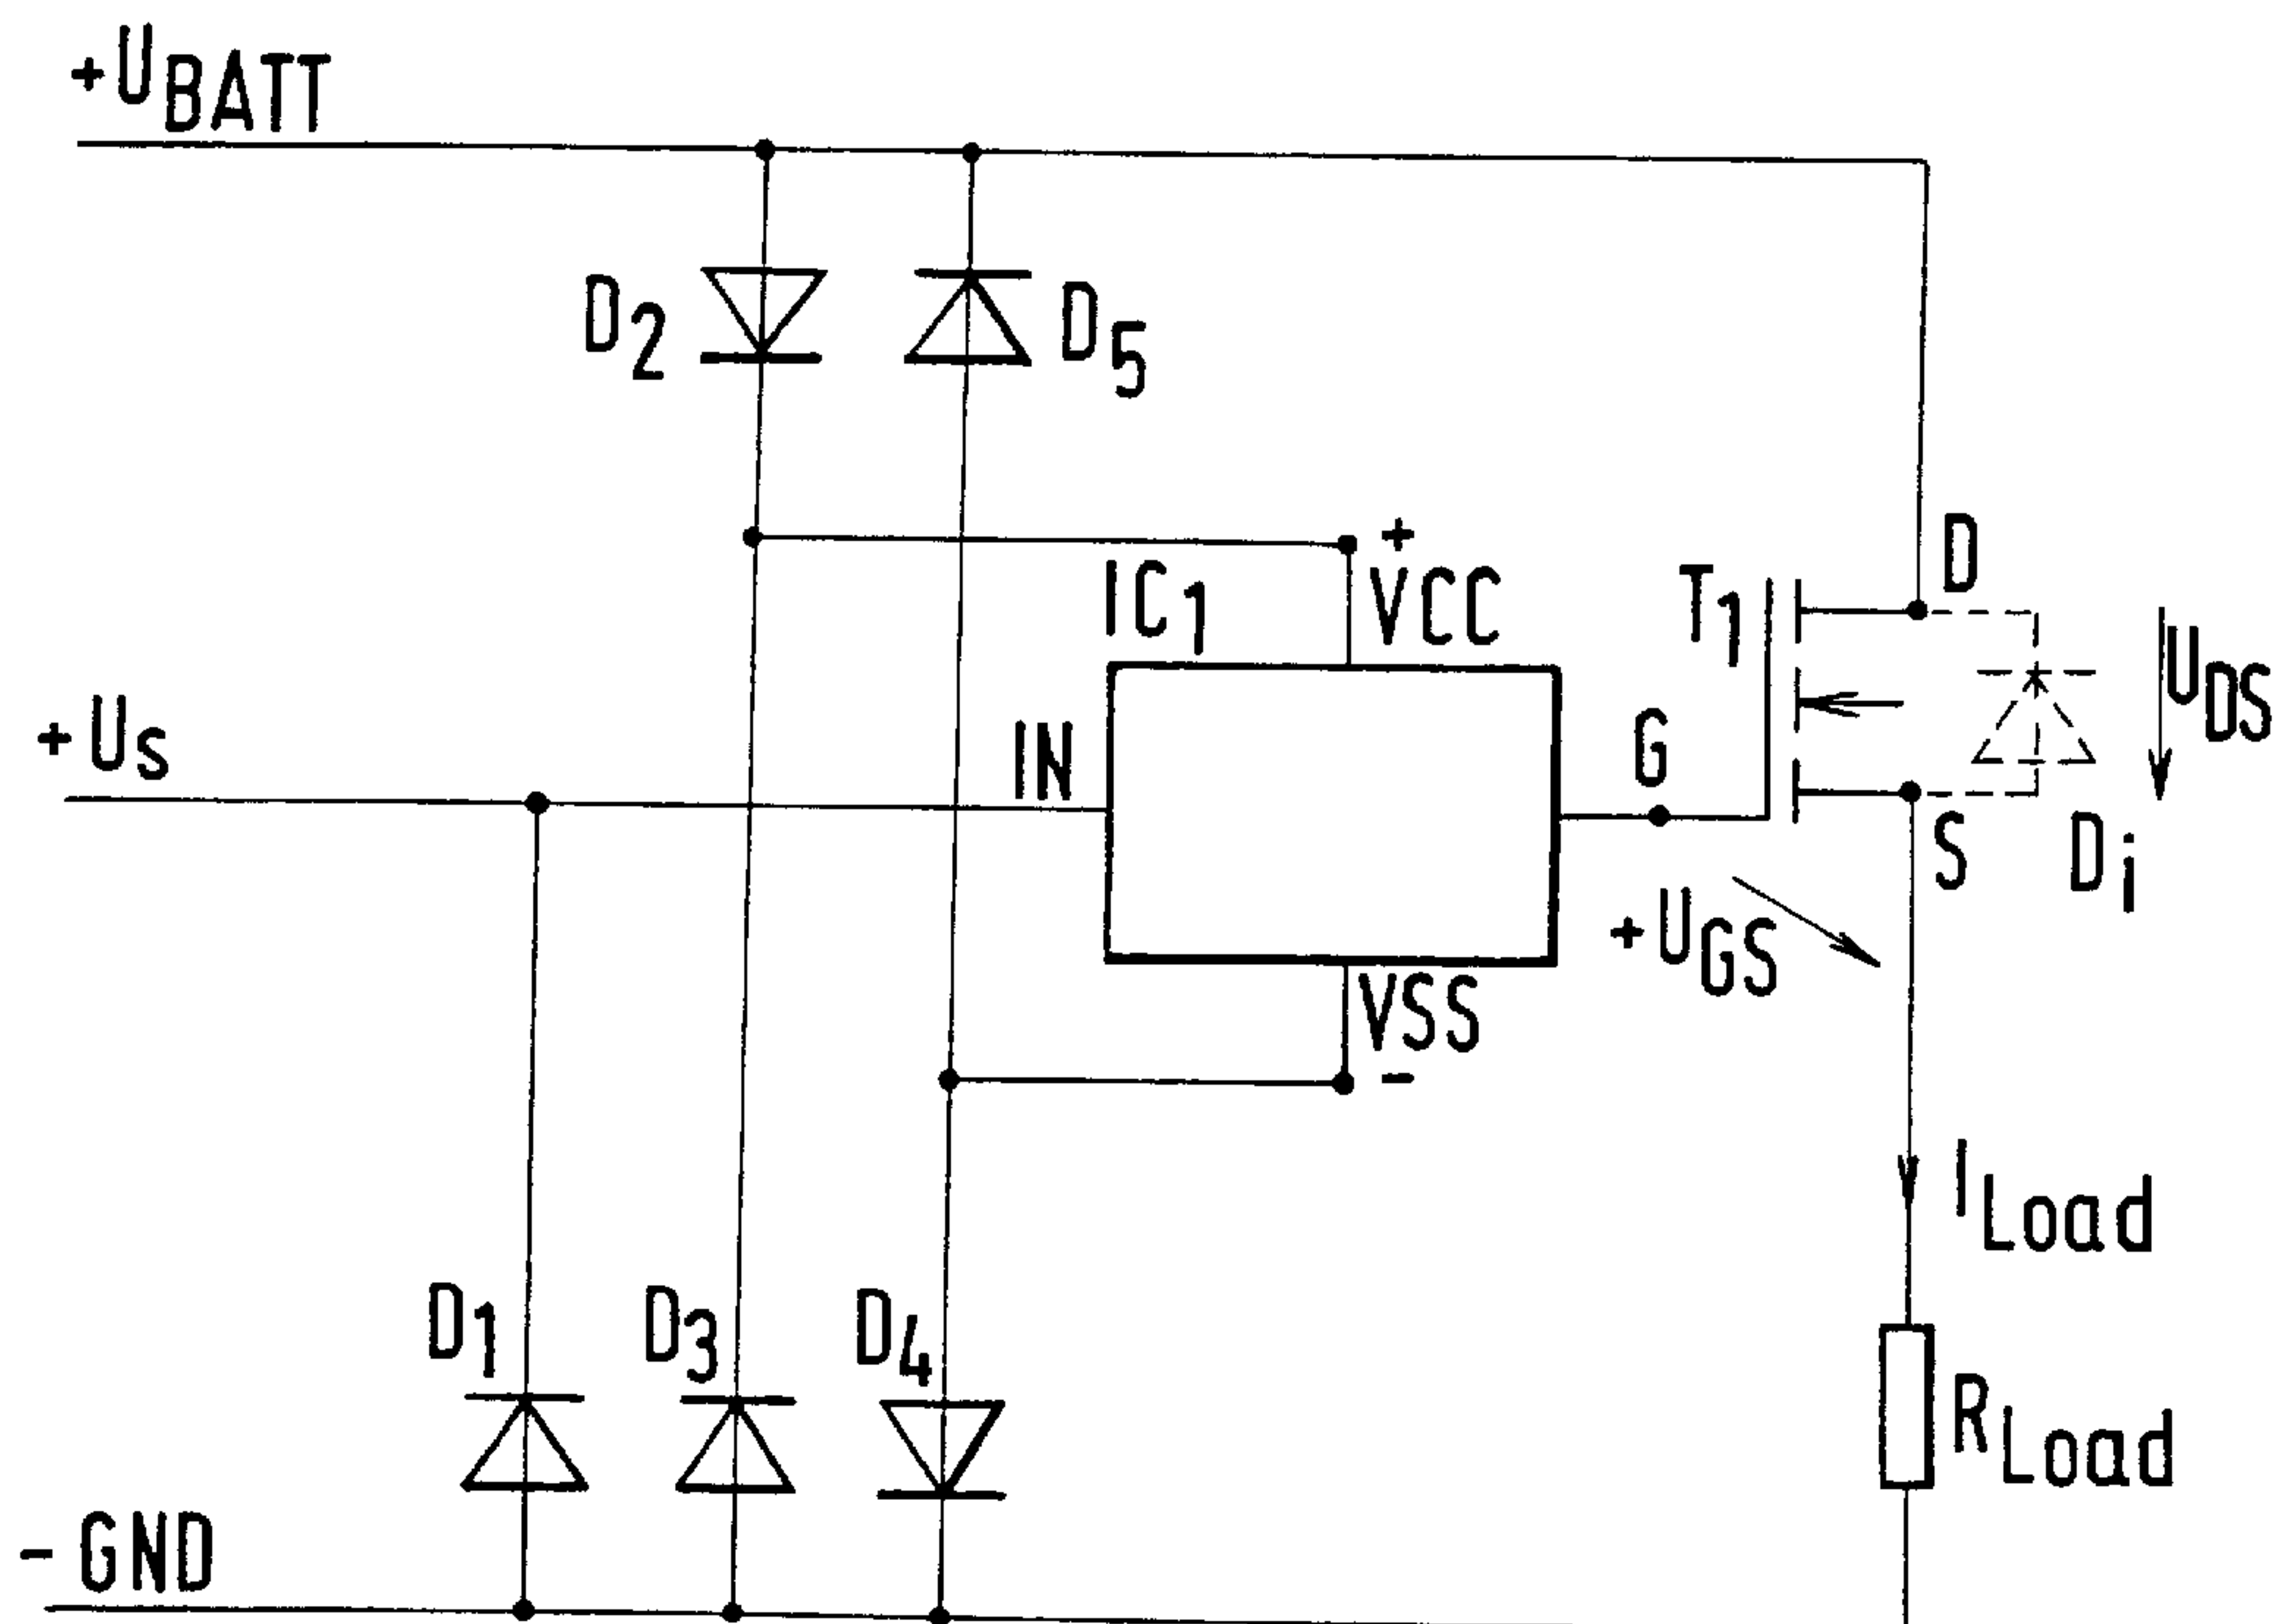 +UBATT
D2
D5
D
+
VCC
IC1
T1
UDS
+Us
IN
G
S
Di
+UGS
VSS
-
ILoad
D1
D3
D4
RLoad
- GND